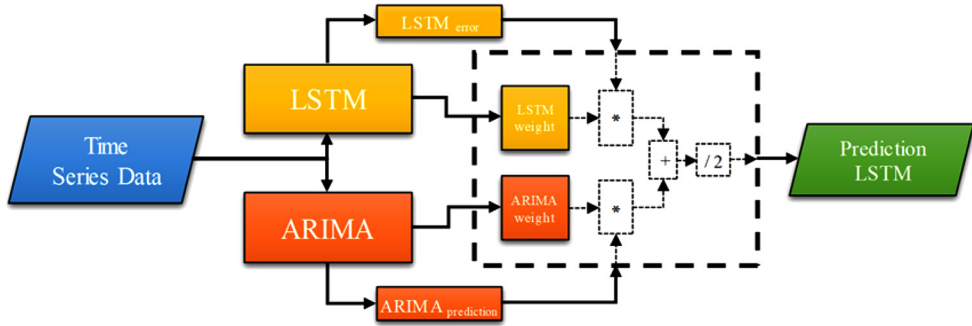 LSTM error
LSTM
LSTM
weight
*
Time
Series Data
+
/ 2
Prediction
LSTM
ARIMA
ARIMA
weight
*
ARIMA prediction